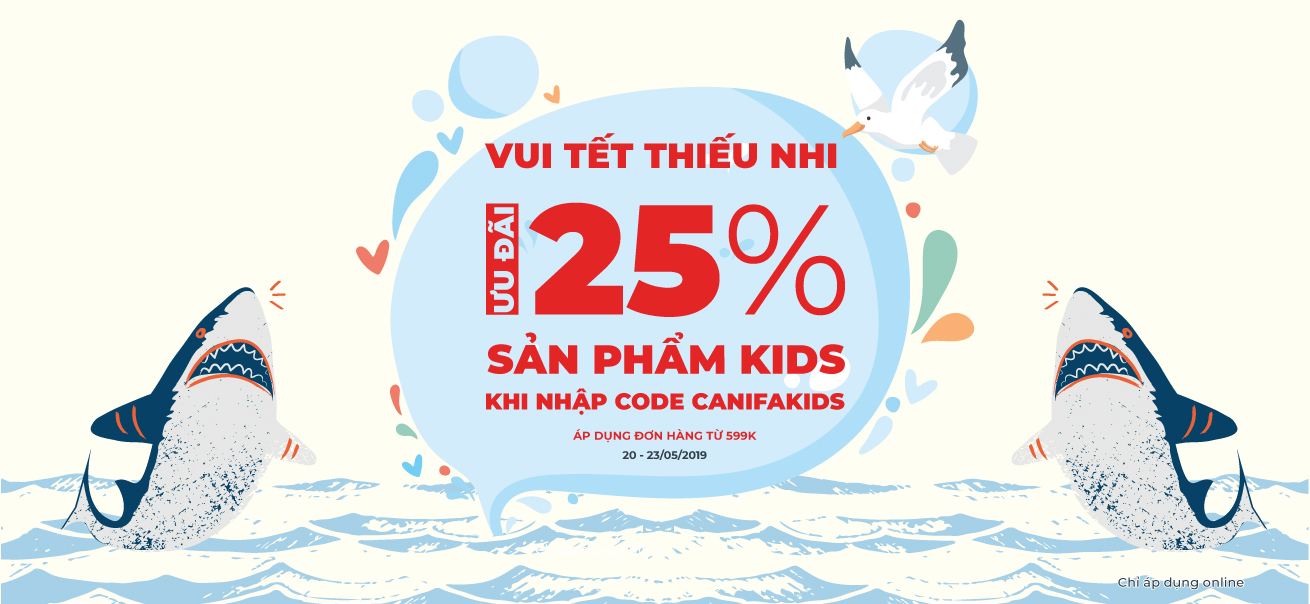 VUI TẾT THIẾU NHI
ƯU ĐÃI
25%
SẢN PHẨM KIDS
KHI NHẬP CODE CANIFAKIDS
ÁP DỤNG ĐƠN HÀNG TỪ 599K
20 - 23/05/2019
Chỉ áp dụng online